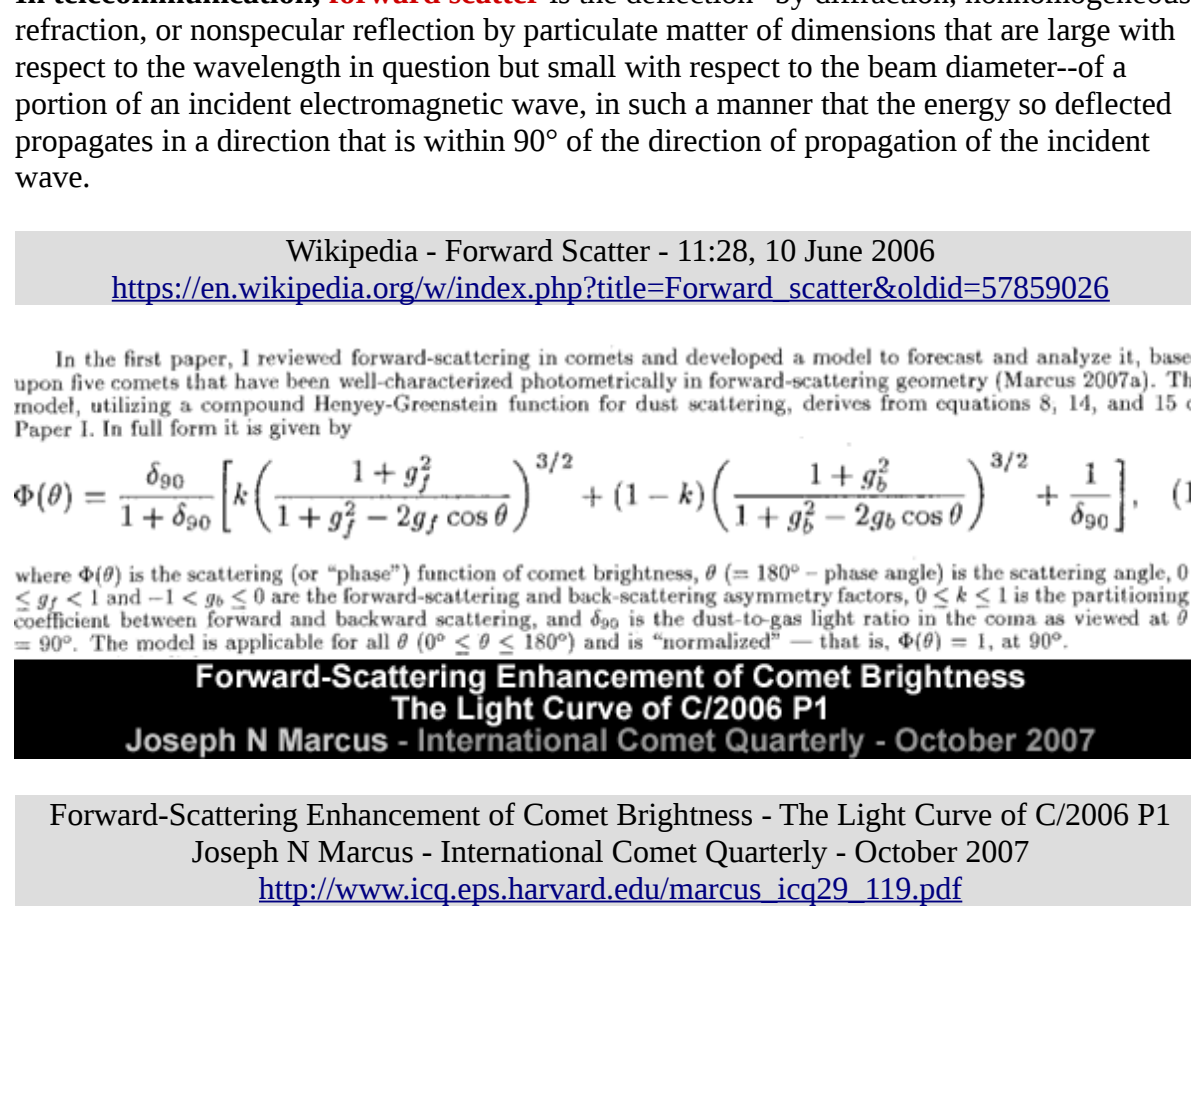 In telecommunication, forward scatter is the deflection--by diffraction, nonhomogeneous
refraction, or nonspecular reflection by particulate matter of dimensions that are large with
respect to the wavelength in question but small with respect to the beam diameter--of a
portion of an incident electromagnetic wave, in such a manner that the energy so deflected
propagates in a direction that is within 90° of the direction of propagation of the incident
wave.
Wikipedia - Forward Scatter - 11:28, 10 June 2006
https://en.wikipedia.org/w/index.php?title=Forward_scatter&oldid=57859026
In the first paper, I reviewed forward-scattering in comets and developed a model to forecast and analyze it, base
upon five comets that have been well-characterized photometrically in forward-scattering geometry (Marcus 2007a). Th
model, utilizing a compound Henyey-Greenstein function for dust scattering, derives from equations 8, 14, and 15 o
Paper I. In full form it is given by
Φ(θ) = δ90 / (1 + δ90) [k((1 + g_f^2) / (1 + g_f^2 − 2g_f cos θ))^3/2 + (1 − k)((1 + g_b^2) / (1 + g_b^2 − 2g_b cos θ))^3/2 + 1/δ90], (1
where Φ(θ) is the scattering (or “phase”) function of comet brightness, θ (= 180° − phase angle) is the scattering angle, 0
≤ g_f < 1 and −1 < g_b ≤ 0 are the forward-scattering and back-scattering asymmetry factors, 0 ≤ k ≤ 1 is the partitioning
coefficient between forward and backward scattering, and δ90 is the dust-to-gas light ratio in the coma as viewed at θ
= 90°. The model is applicable for all θ (0° ≤ θ ≤ 180°) and is “normalized” — that is, Φ(θ) = 1, at 90°.
Forward-Scattering Enhancement of Comet Brightness
The Light Curve of C/2006 P1
Joseph N Marcus - International Comet Quarterly - October 2007
Forward-Scattering Enhancement of Comet Brightness - The Light Curve of C/2006 P1
Joseph N Marcus - International Comet Quarterly - October 2007
http://www.icq.eps.harvard.edu/marcus_icq29_119.pdf